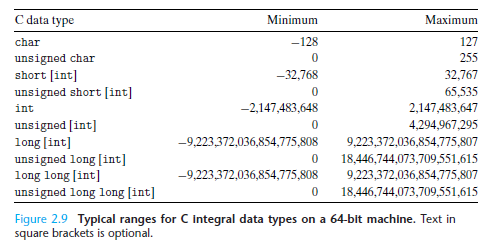 C data type Minimum Maximum
char −128 127
unsigned char 0 255
short [int] −32,768 32,767
unsigned short [int] 0 65,535
int −2,147,483,648 2,147,483,647
unsigned [int] 0 4,294,967,295
long [int] −9,223,372,036,854,775,808 9,223,372,036,854,775,807
unsigned long [int] 0 18,446,744,073,709,551,615
long long [int] −9,223,372,036,854,775,808 9,223,372,036,854,775,807
unsigned long long [int] 0 18,446,744,073,709,551,615
Figure 2.9 Typical ranges for C integral data types on a 64-bit machine. Text in
square brackets is optional.